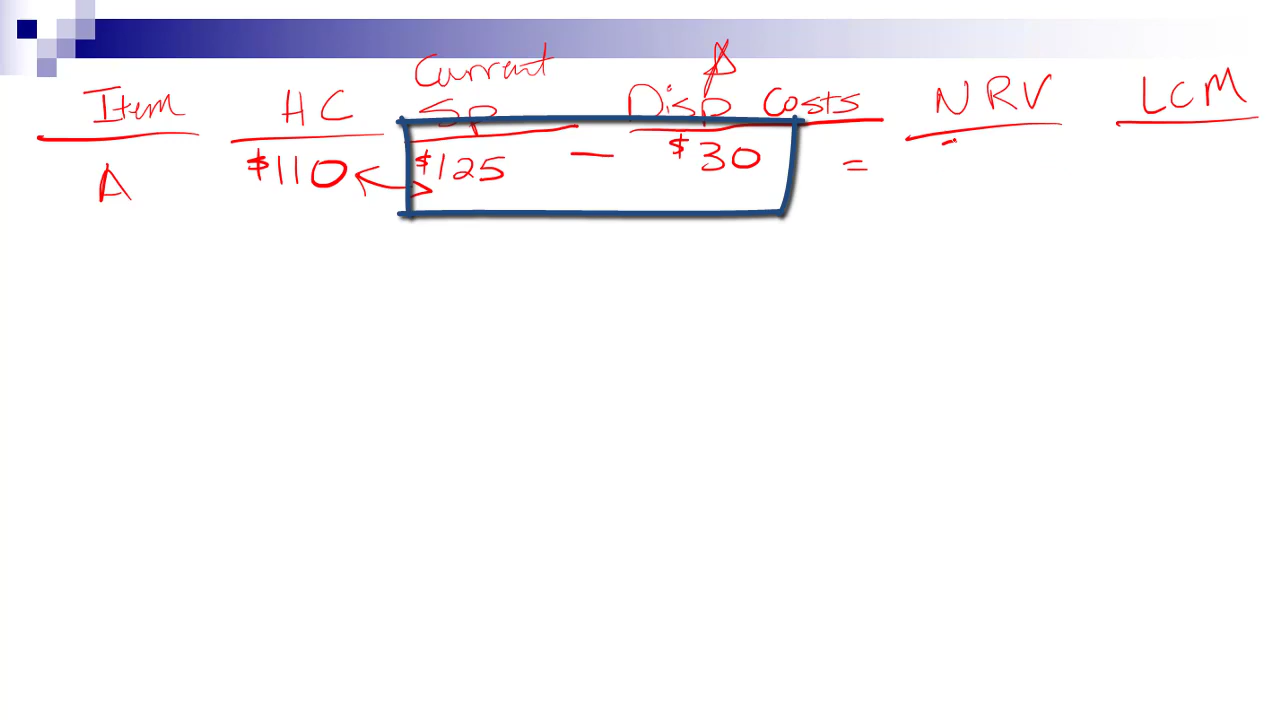 Item HC Current SP Disp Costs NRV LCM
A $110 $125 - $30 =